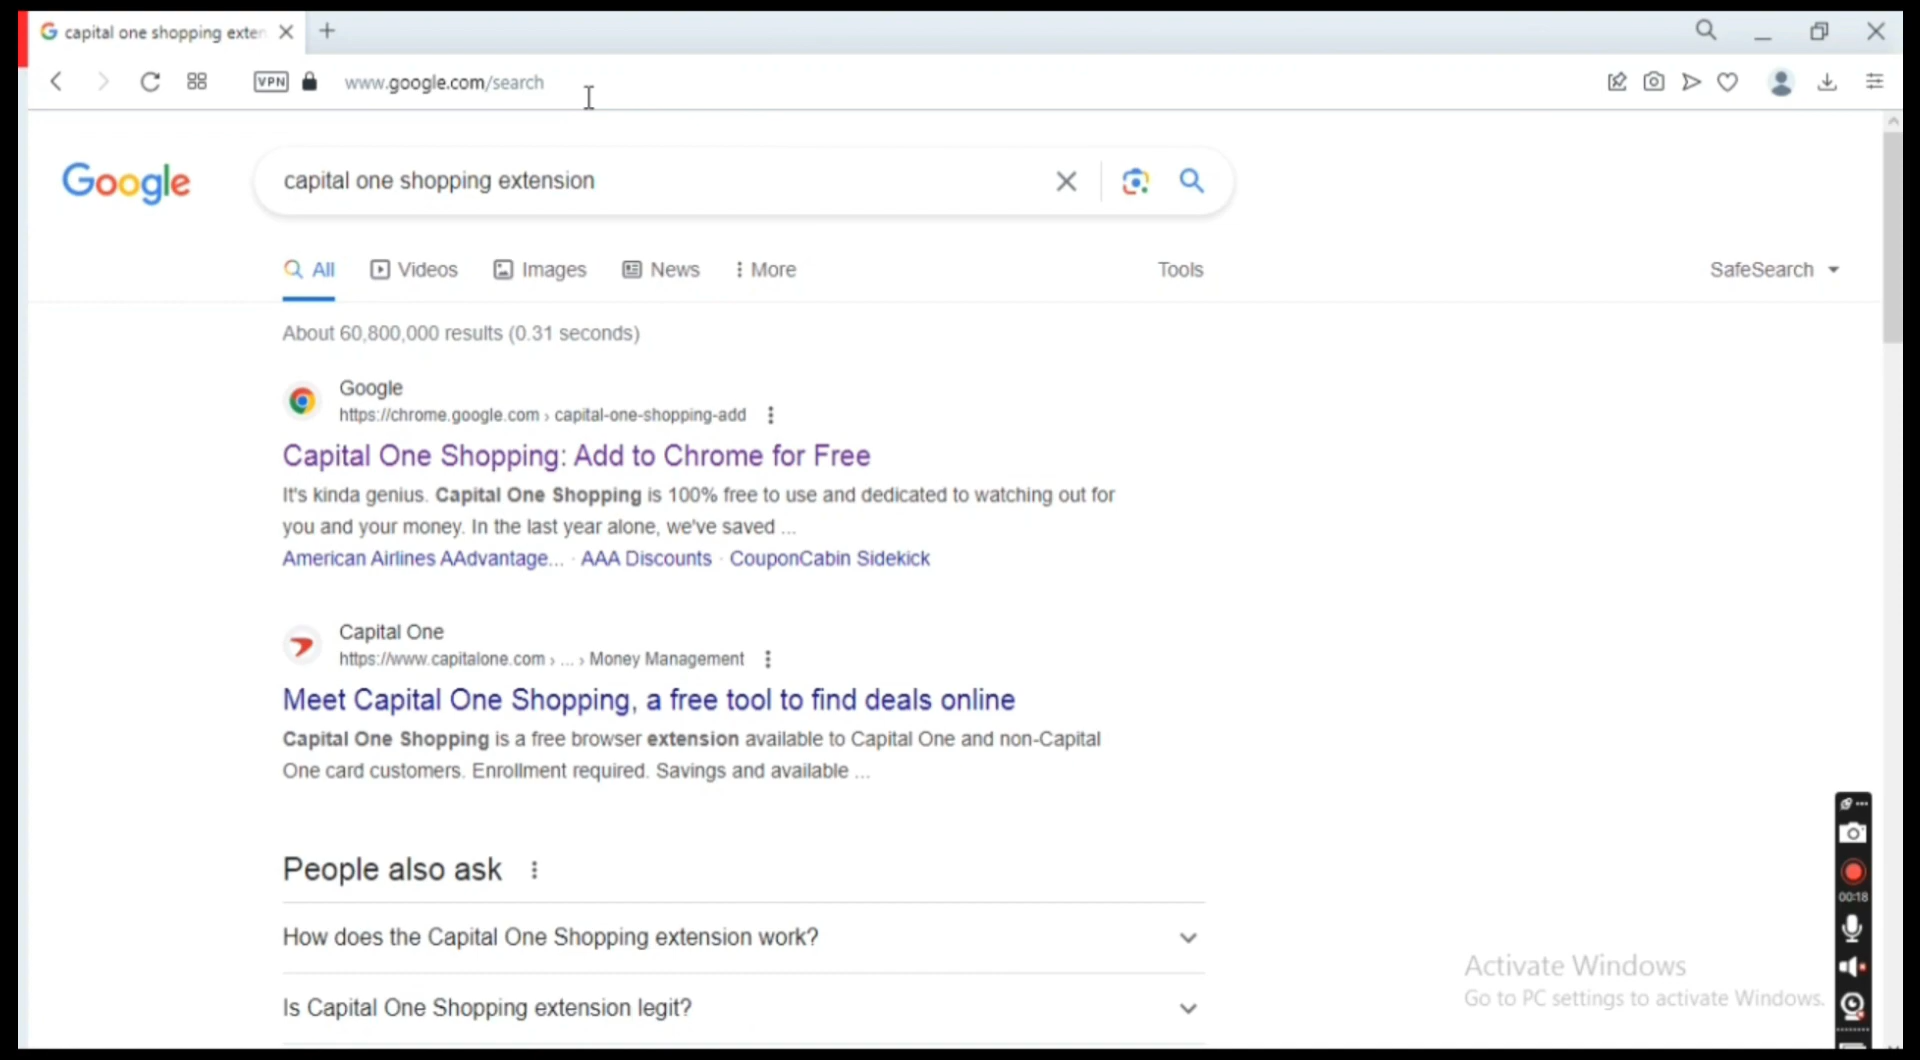 capital one shopping exten
VPN
www.google.com/search
Google
capital one shopping extension
All
Videos
Images
News
More
Tools
SafeSearch
About 60,800,000 results (0.31 seconds)
Google
https://chrome.google.com › capital-one-shopping-add
Capital One Shopping: Add to Chrome for Free
It's kinda genius. Capital One Shopping is 100% free to use and dedicated to watching out for
you and your money. In the last year alone, we've saved ...
American Airlines AAdvantage... · AAA Discounts · CouponCabin Sidekick
Capital One
https://www.capitalone.com › ... › Money Management
Meet Capital One Shopping, a free tool to find deals online
Capital One Shopping is a free browser extension available to Capital One and non-Capital
One card customers. Enrollment required. Savings and available ...
People also ask
How does the Capital One Shopping extension work?
Is Capital One Shopping extension legit?
00:18
Activate Windows
Go to PC settings to activate Windows.